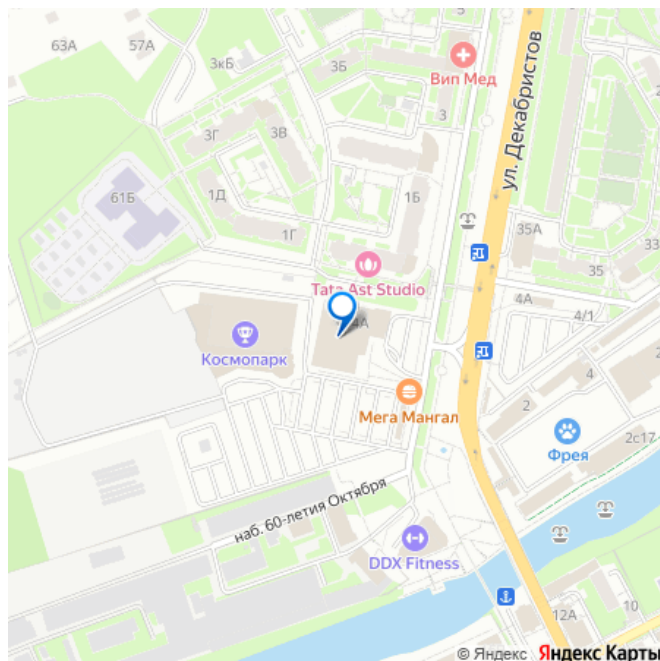 63А
57А
3кБ
3Б
Вип Мед
3
ул. Декабристов
3Г
3В
61Б
1Д
1Б
1Г
35А
33
35
Tata Ast Studio
4А
4/1
4А
Космопарк
4
2
Мега Мангал
2с17
Фрея
наб. 60-летия Октября
DDX Fitness
12А
10
© Яндекс Яндекс Карты